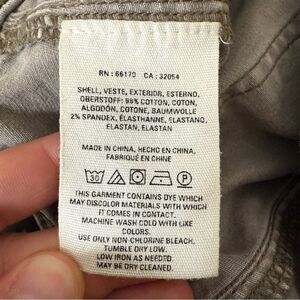 RN: 66170 CA: 32054
SHELL, VESTE, EXTERIOR, ESTERNO,
OBERSTOFF: 98% COTTON, COTON,
ALGODÓN, COTONE, BAUMWOLLE
2% SPANDEX, ÉLASTHANNE, ELASTANO,
ELASTAN, ELASTAN
MADE IN CHINA, HECHO EN CHINA,
FABRIQUÉ EN CHINE
30 P
THIS GARMENT CONTAINS DYE WHICH
MAY DISCOLOR MATERIALS WITH WHICH
IT COMES IN CONTACT.
MACHINE WASH COLD WITH LIKE
COLORS.
USE ONLY NON-CHLORINE BLEACH.
TUMBLE DRY LOW.
LOW IRON AS NEEDED.
MAY BE DRY CLEANED.